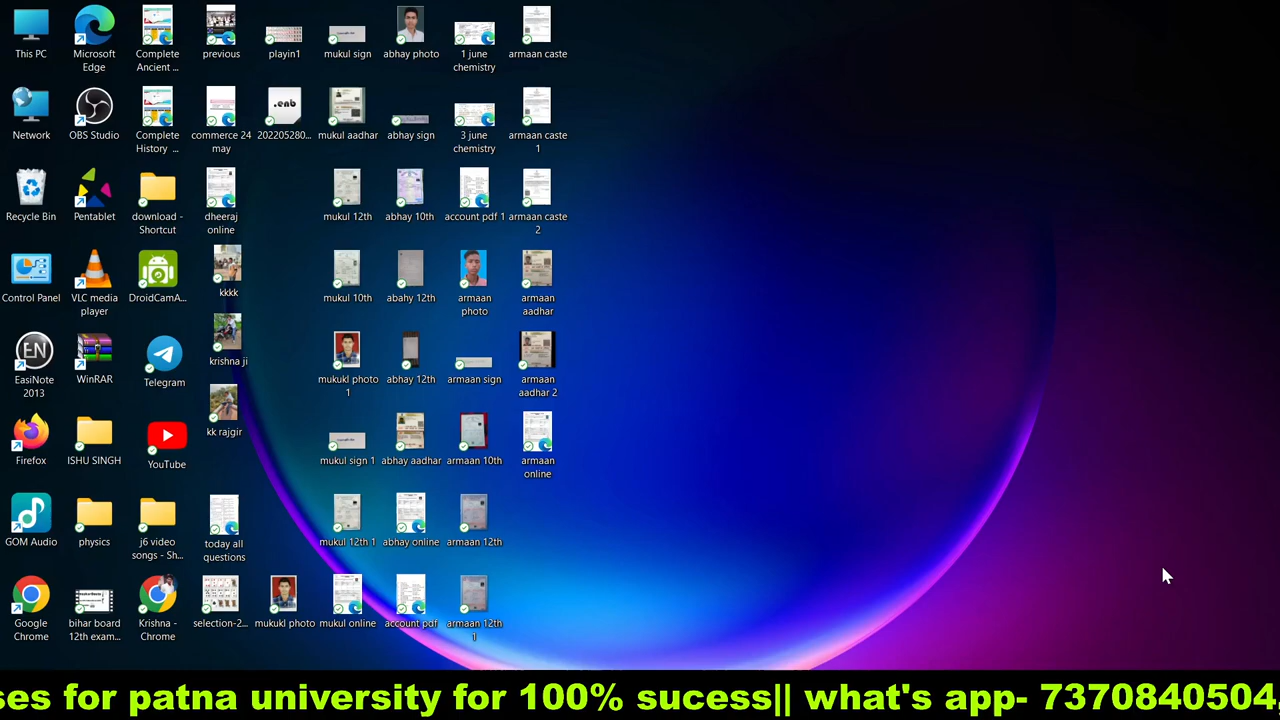 This PC
Microsoft
Edge
Complete
Ancient ...
previous
playin1
mukul sign
abhay photo
1 june
chemistry
armaan caste
Network
OBS Studio
Complete
History ...
commerce 24
may
.enb
202205280...
mukul aadhar
abhay sign
3 june
chemistry
armaan caste
1
Recycle Bin
Pentablet
download -
Shortcut
dheeraj
online
mukul 12th
abhay 10th
account pdf 1
armaan caste
2
Control Panel
VLC media
player
DroidCamA...
kkkk
mukul 10th
abahy 12th
armaan
photo
armaan
aadhar
EN
EasiNote
2013
WinRAR
Telegram
krishna ji
mukukl photo
1
abhay 12th
armaan sign
armaan
aadhar 2
Firefox
ISHU SINGH
YouTube
kk rajgir
mukul sign 1
abhay aadhar
armaan 10th
armaan
online
GOM Audio
physics
j6 video
songs - Sh...
today all
questions
mukul 12th 1
abhay online
armaan 12th
Google
Chrome
bihar board
12th exam...
Krishna -
Chrome
selection-2...
mukukl photo
mukul online
account pdf
armaan 12th
1
ses for patna university for 100% sucess|| what's app- 7370840504